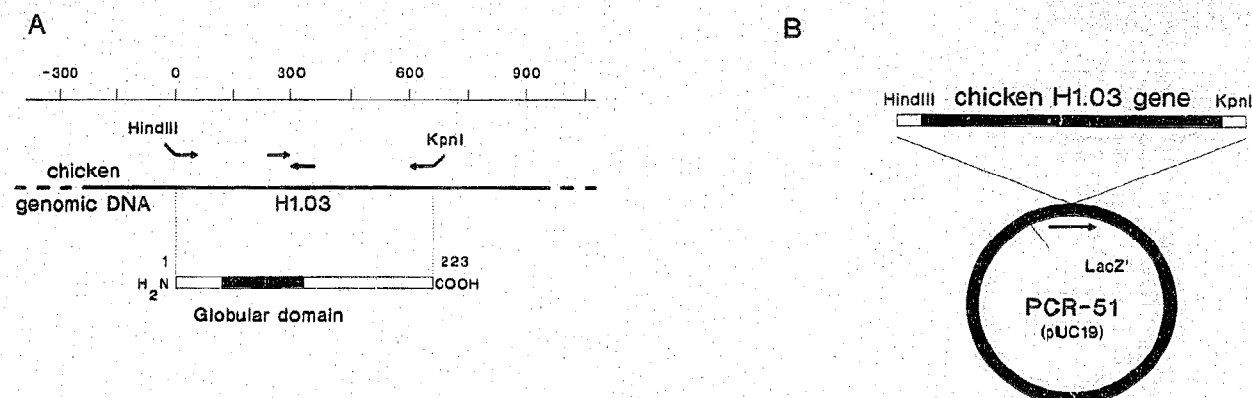 A
-300 0 300 600 900
HindIII
KpnI
chicken
genomic DNA
H1.03
1
223
H2N
COOH
Globular domain
B
HindIII chicken H1.03 gene KpnI
LacZ'
PCR-51
(pUC19)